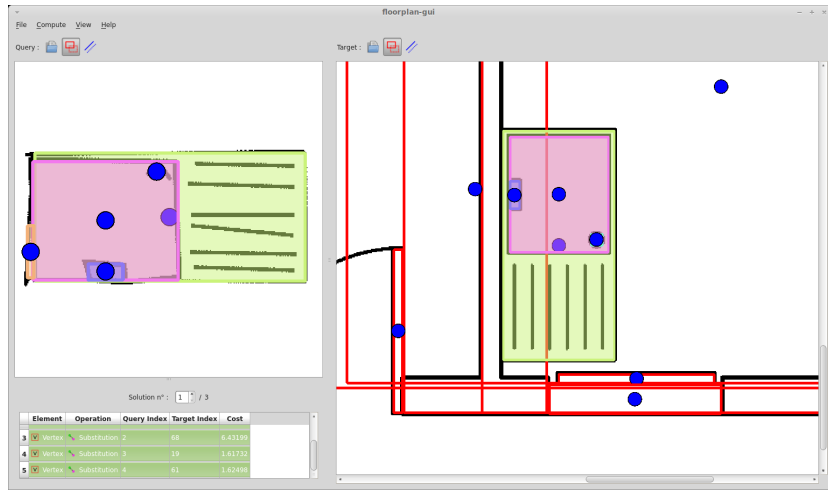 floorplan-gui
File Compute View Help
Query :
Target :
Solution n° : 1 / 3
Element Operation Query Index Target Index Cost
3 Vertex Substitution 2 68 6.43199
4 Vertex Substitution 3 19 1.61732
5 Vertex Substitution 4 61 1.62498